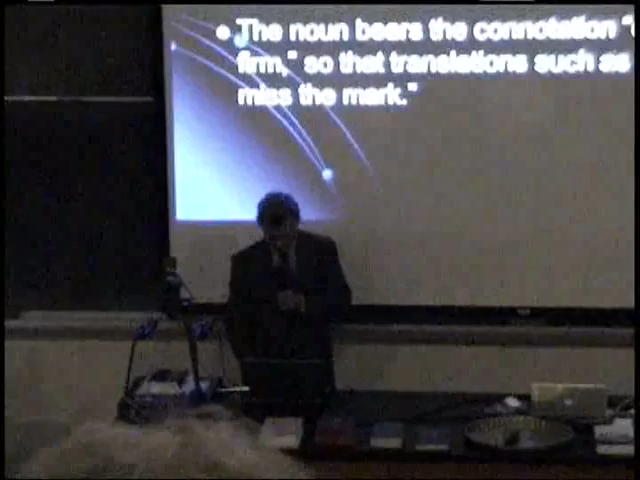 • The noun bears the connotation "
firm," so that translations such as
miss the mark."